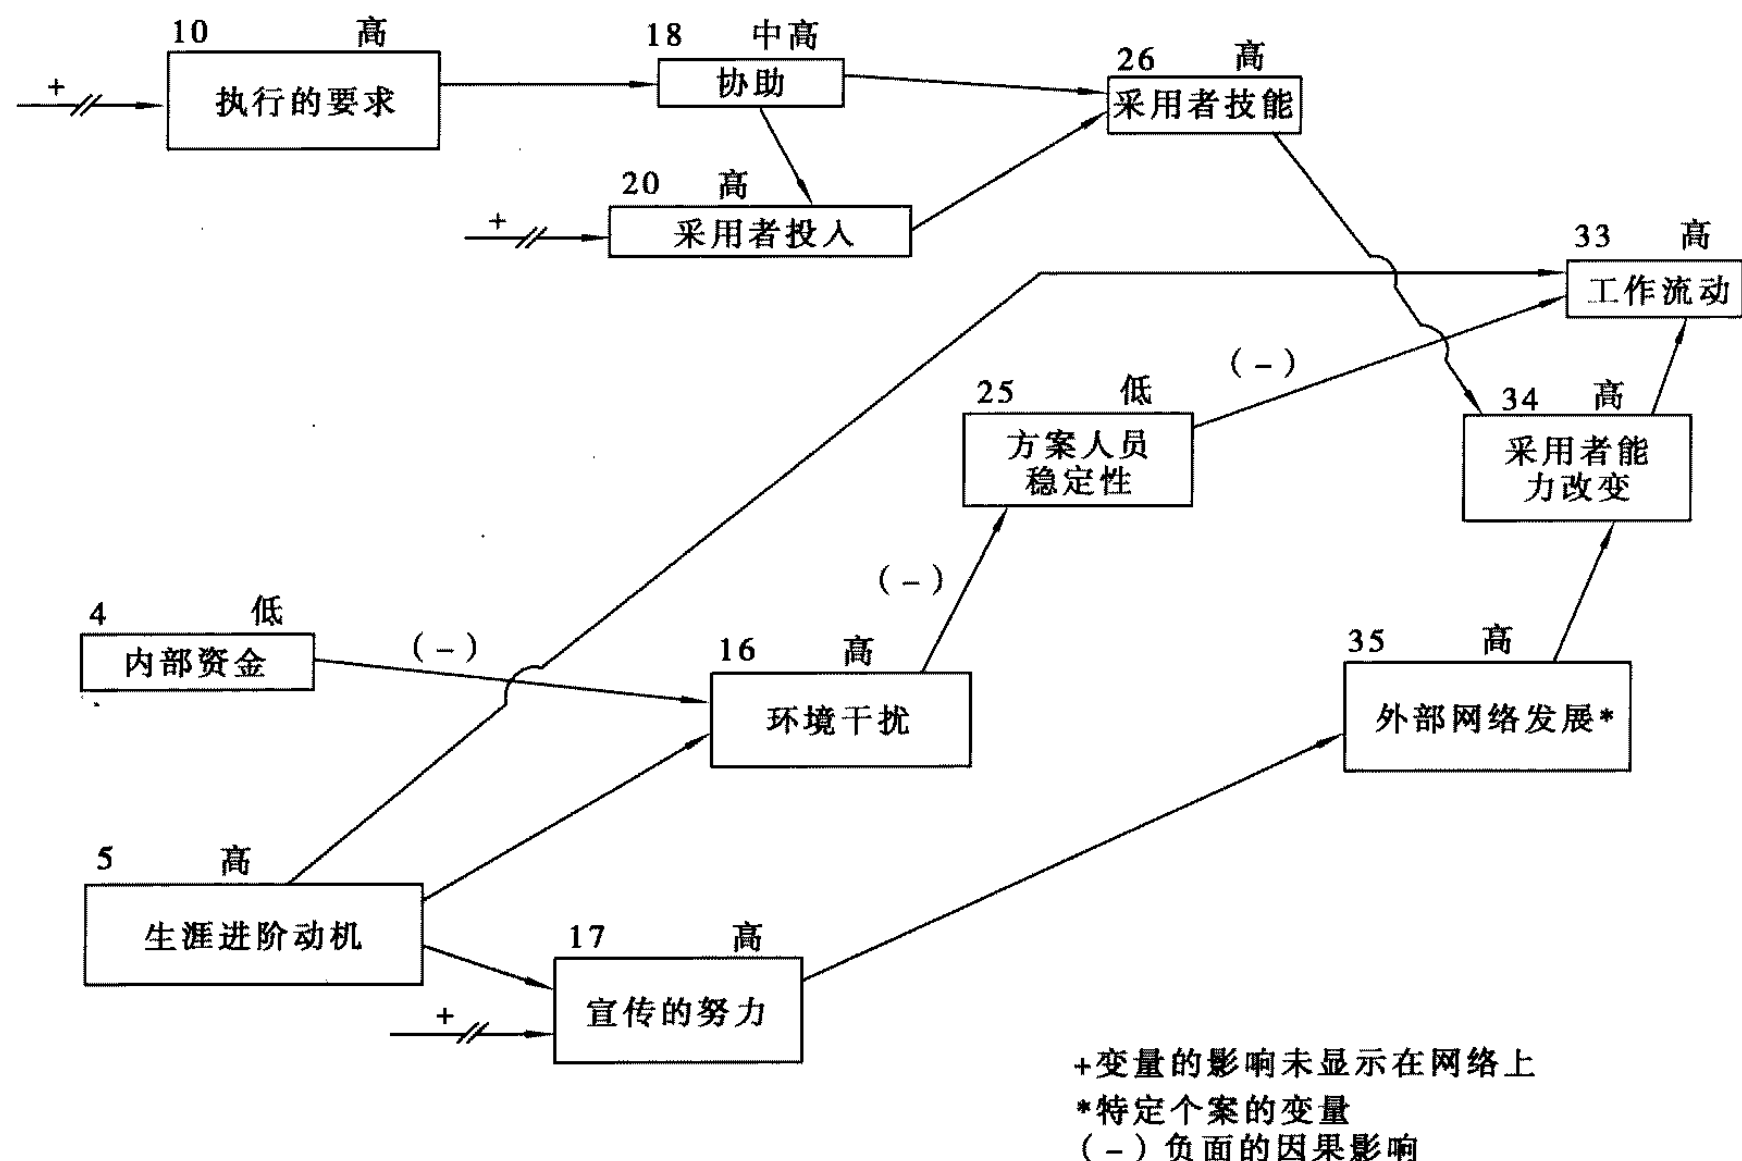 10 高
执行的要求
+
18 中高
协助
26 高
采用者技能
20 高
采用者投入
+
33 高
工作流动
(-)
25 低
方案人员
稳定性
34 高
采用者能
力改变
(-)
4 低
内部资金
(-)
16 高
环境干扰
35 高
外部网络发展*
5 高
生涯进阶动机
17 高
宣传的努力
+
+变量的影响未显示在网络上
*特定个案的变量
(-)负面的因果影响